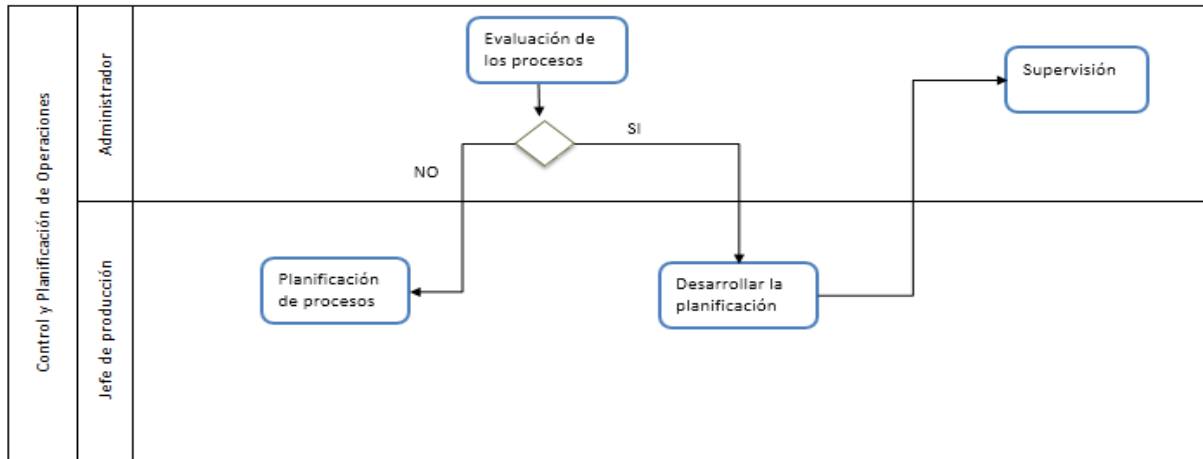 Control y Planificación de Operaciones
Administrador
Evaluación de
los procesos
Supervisión
SI
NO
Jefe de producción
Planificación
de procesos
Desarrollar la
planificación